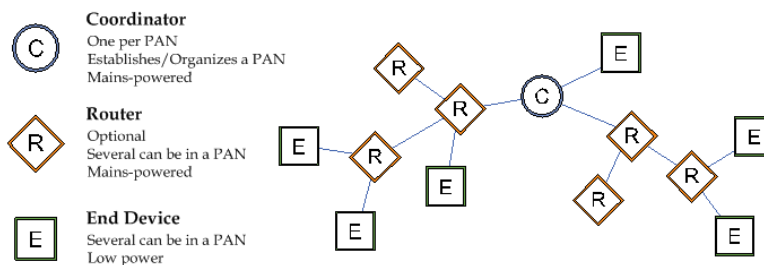 Coordinator
C
One per PAN
Establishes/Organizes a PAN
Mains-powered
Router
R
Optional
Several can be in a PAN
Mains-powered
End Device
E
Several can be in a PAN
Low power
E
R
C
R
R
E
E
R
R
E
R
E
E